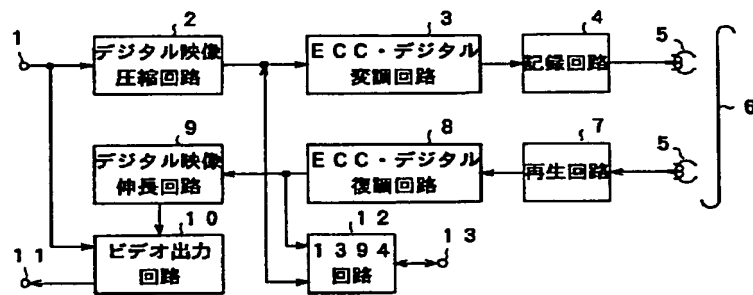 1
2
デジタル映像
圧縮回路
3
ECC・デジタル
変調回路
4
記録回路
5
6
9
デジタル映像
伸長回路
8
ECC・デジタル
復調回路
7
再生回路
5
10
ビデオ出力
回路
11
12
1394
回路
13